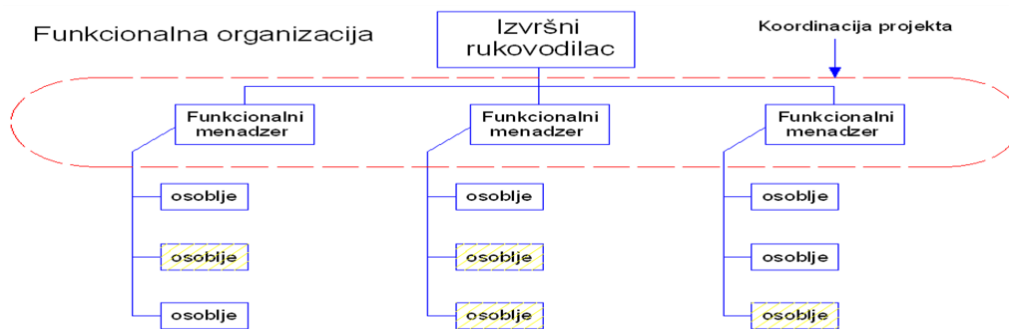 Funkcionalna organizacija
Izvršni
rukovodilac
Koordinacija projekta
Funkcionalni
menadzer
Funkcionalni
menadzer
Funkcionalni
menadzer
osoblje
osoblje
osoblje
osoblje
osoblje
osoblje
osoblje
osoblje
osoblje